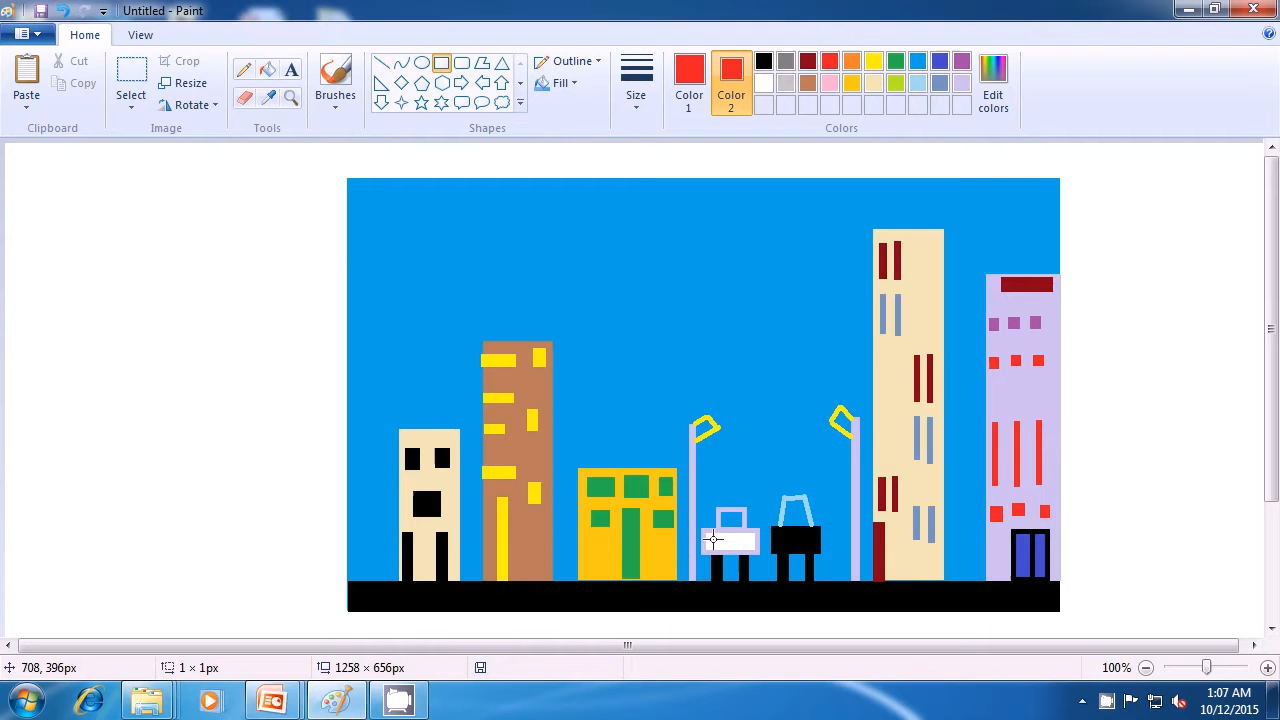 Untitled - Paint
Home View
Paste
Cut
Copy
Clipboard
Select
Crop
Resize
Rotate
Image
A
Tools
Brushes
Outline
Fill
Shapes
Size
Color 1
Color 2
Edit colors
Colors
708, 396px
1 × 1px
1258 × 656px
100%
1:07 AM
10/12/2015